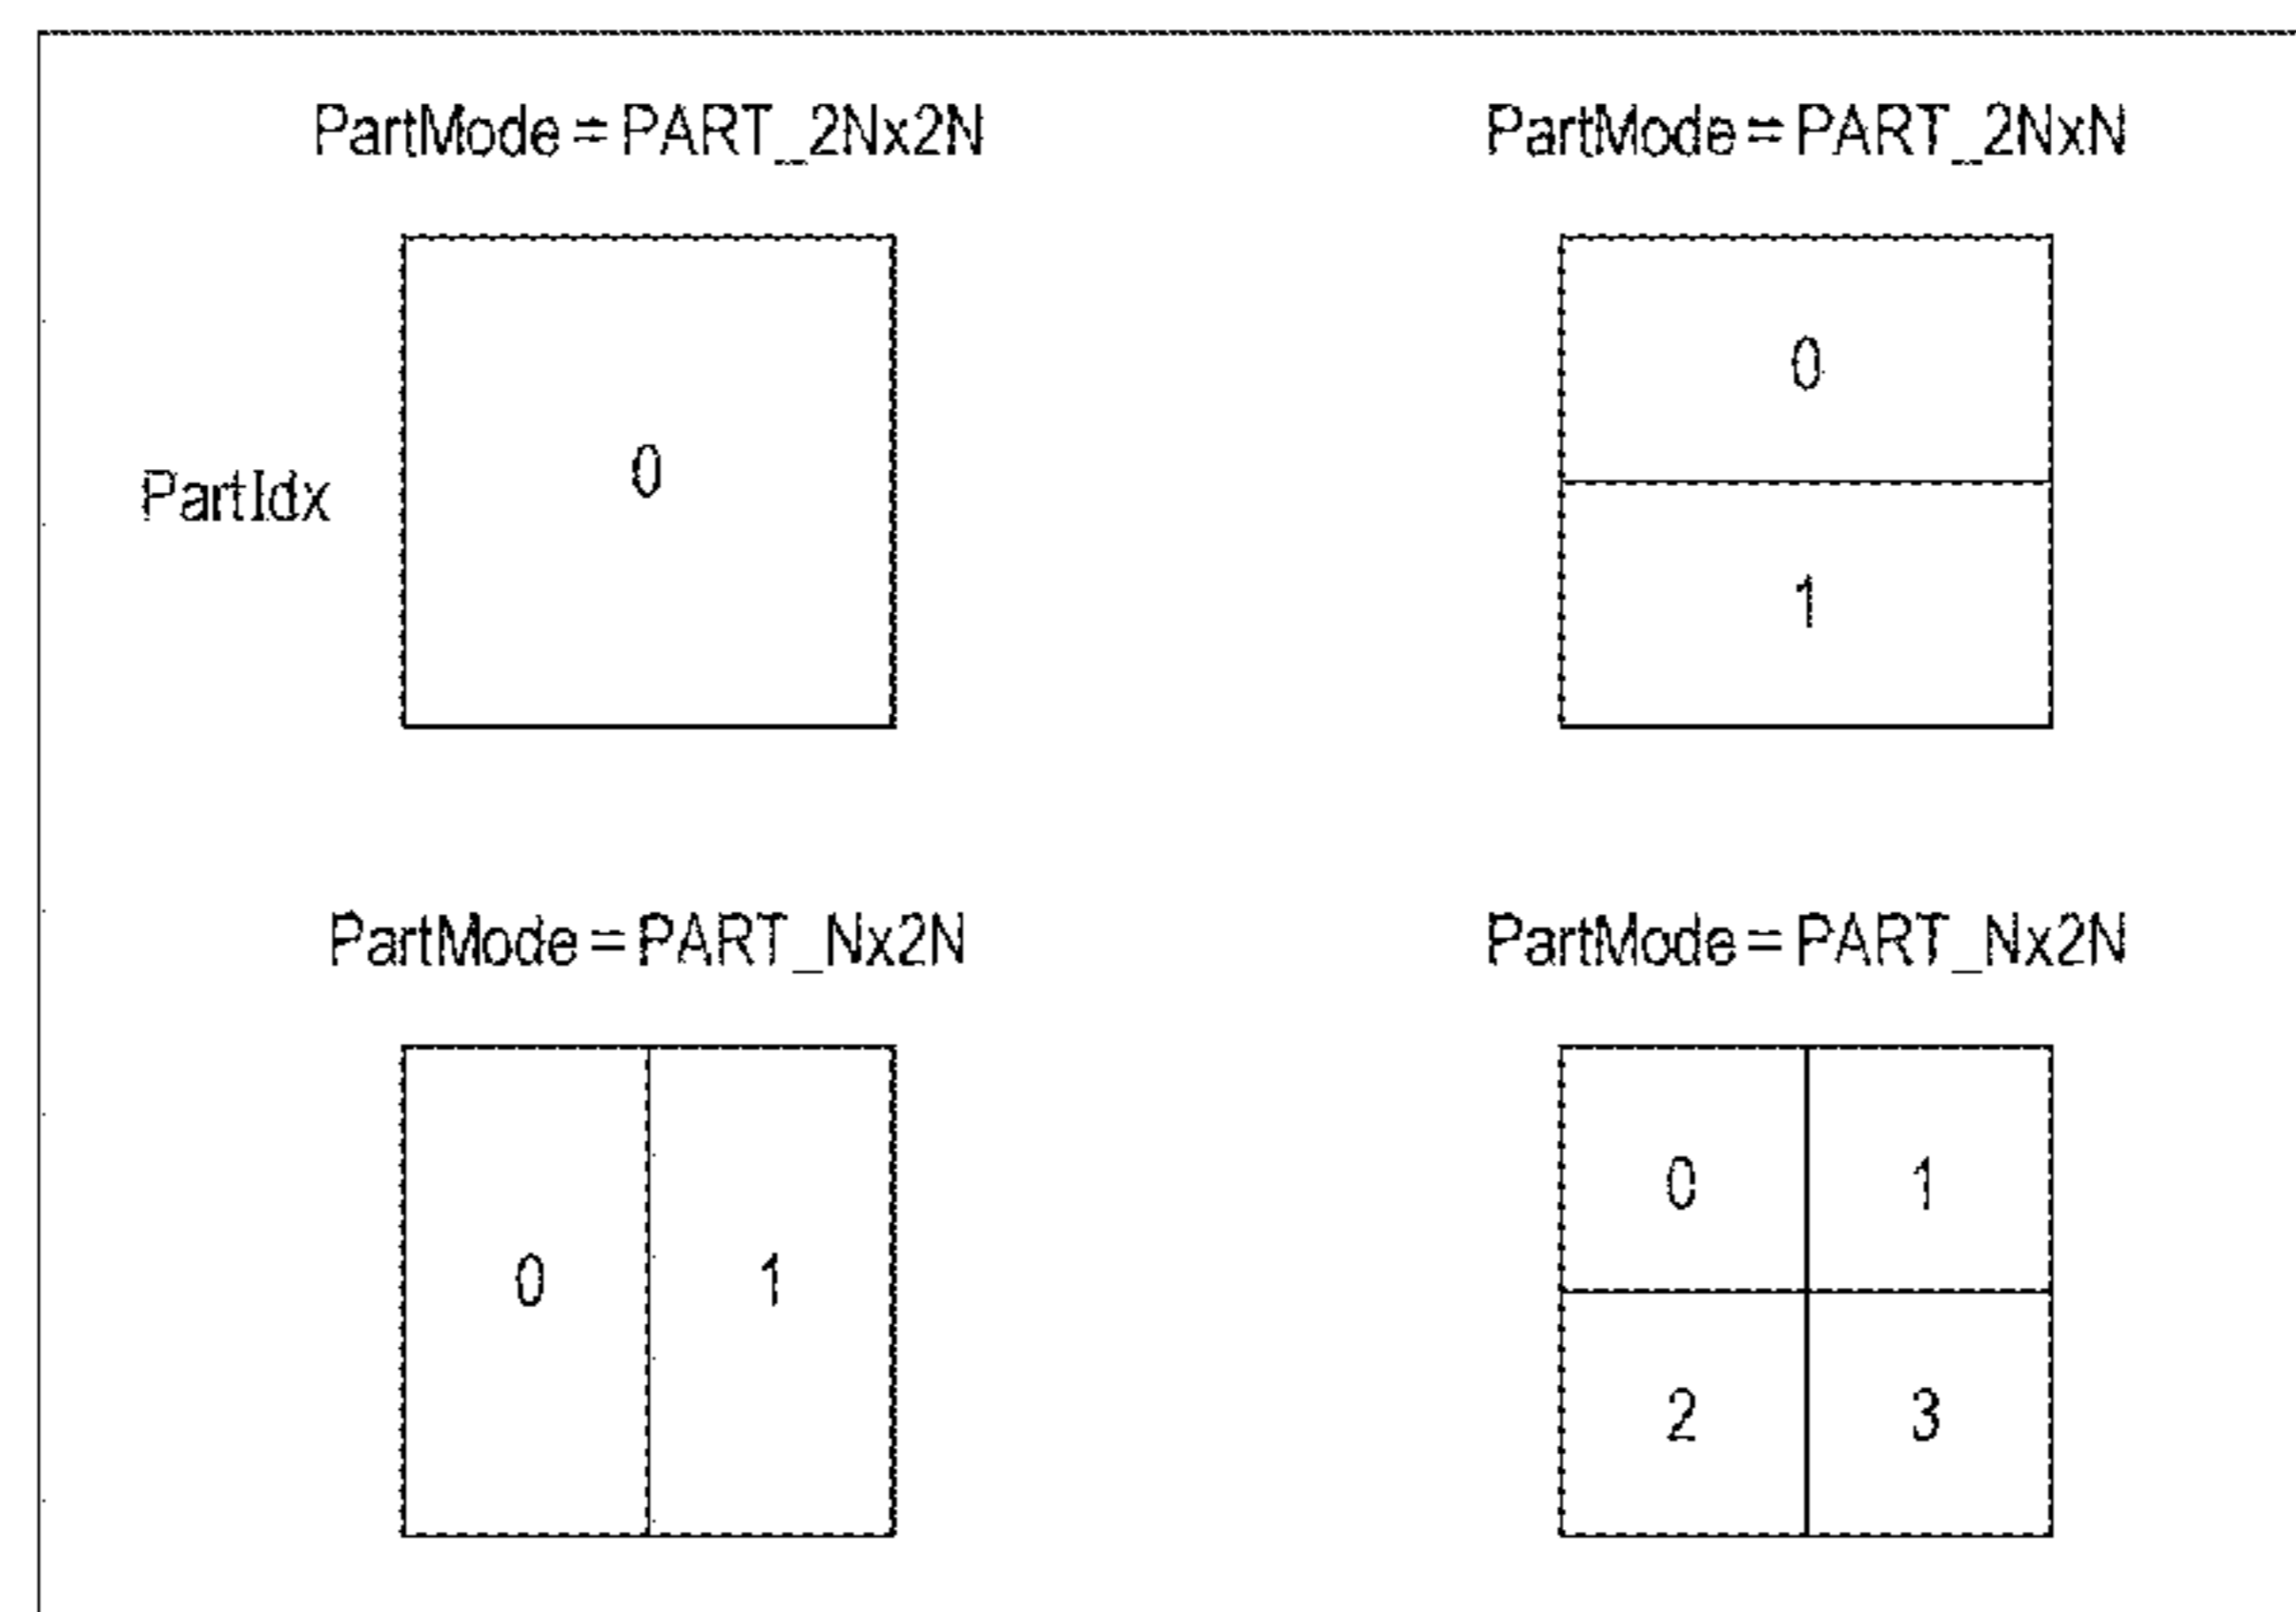 PartMode = PART_2Nx2N
PartMode = PART_2NxN
0
0
PartIdx
1
PartMode = PART_Nx2N
PartMode = PART_Nx2N
0 1
0 1
2 3